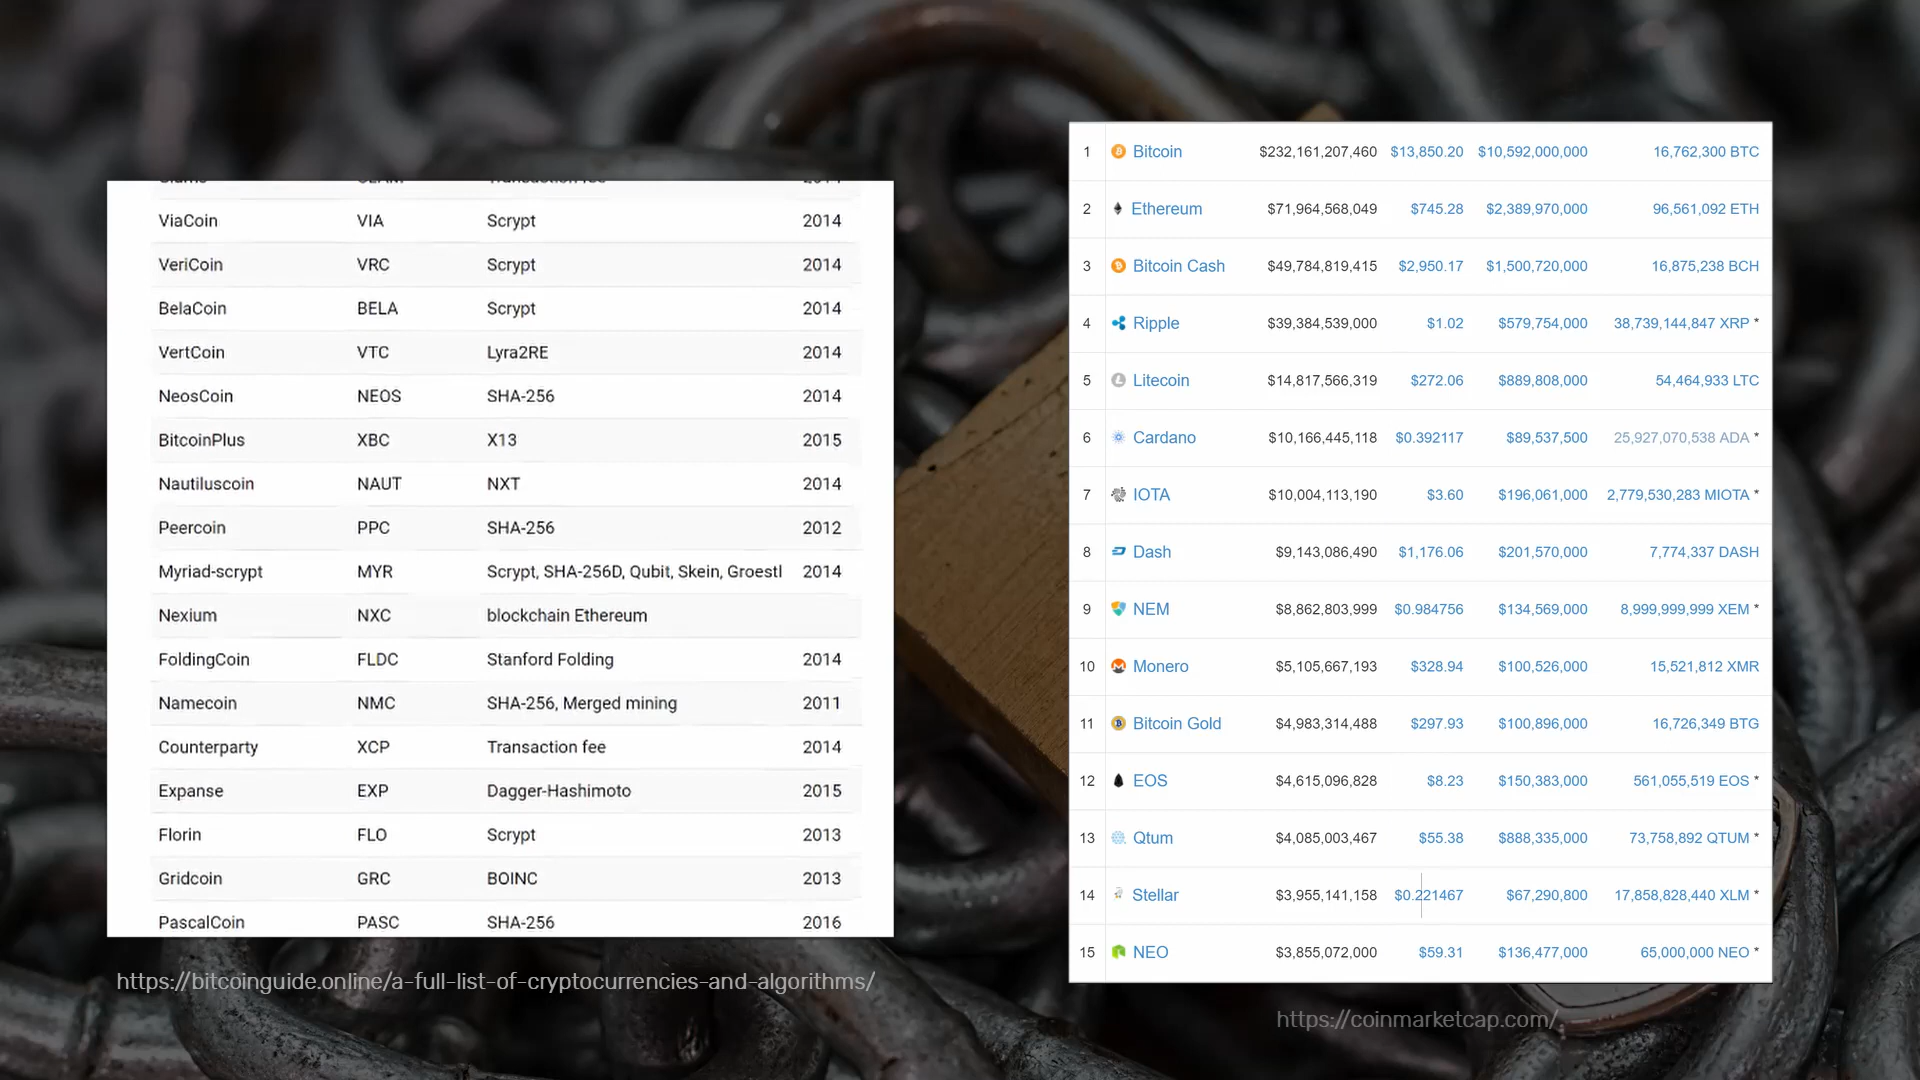 ViaCoin VIA Scrypt 2014
VeriCoin VRC Scrypt 2014
BelaCoin BELA Scrypt 2014
VertCoin VTC Lyra2RE 2014
NeosCoin NEOS SHA-256 2014
BitcoinPlus XBC X13 2015
Nautiluscoin NAUT NXT 2014
Peercoin PPC SHA-256 2012
Myriad-scrypt MYR Scrypt, SHA-256D, Qubit, Skein, Groestl 2014
Nexium NXC blockchain Ethereum
FoldingCoin FLDC Stanford Folding 2014
Namecoin NMC SHA-256, Merged mining 2011
Counterparty XCP Transaction fee 2014
Expanse EXP Dagger-Hashimoto 2015
Florin FLO Scrypt 2013
Gridcoin GRC BOINC 2013
PascalCoin PASC SHA-256 2016
https://bitcoinguide.online/a-full-list-of-cryptocurrencies-and-algorithms/
1 Bitcoin $232,161,207,460 $13,850.20 $10,592,000,000 16,762,300 BTC
2 Ethereum $71,964,568,049 $745.28 $2,389,970,000 96,561,092 ETH
3 Bitcoin Cash $49,784,819,415 $2,950.17 $1,500,720,000 16,875,238 BCH
4 Ripple $39,384,539,000 $1.02 $579,754,000 38,739,144,847 XRP *
5 Litecoin $14,817,566,319 $272.06 $889,808,000 54,464,933 LTC
6 Cardano $10,166,445,118 $0.392117 $89,537,500 25,927,070,538 ADA *
7 IOTA $10,004,113,190 $3.60 $196,061,000 2,779,530,283 MIOTA *
8 Dash $9,143,086,490 $1,176.06 $201,570,000 7,774,337 DASH
9 NEM $8,862,803,999 $0.984756 $134,569,000 8,999,999,999 XEM *
10 Monero $5,105,667,193 $328.94 $100,526,000 15,521,812 XMR
11 Bitcoin Gold $4,983,314,488 $297.93 $100,896,000 16,726,349 BTG
12 EOS $4,615,096,828 $8.23 $150,383,000 561,055,519 EOS *
13 Qtum $4,085,003,467 $55.38 $888,335,000 73,758,892 QTUM *
14 Stellar $3,955,141,158 $0.221467 $67,290,800 17,858,828,440 XLM *
15 NEO $3,855,072,000 $59.31 $136,477,000 65,000,000 NEO *
https://coinmarketcap.com/